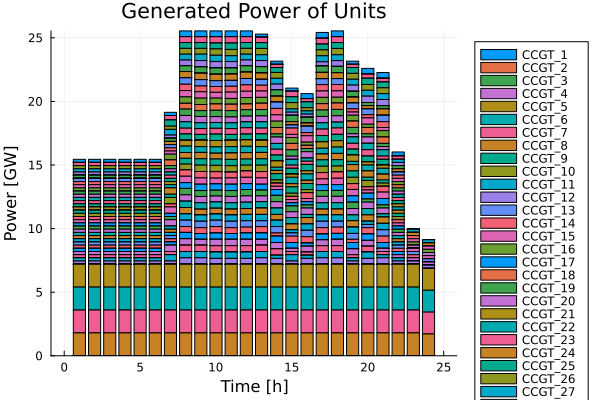 Generated Power of Units
Power [GW]
25
20
15
10
5
0
0
5
10
15
20
25
Time [h]
CCGT_1
CCGT_2
CCGT_3
CCGT_4
CCGT_5
CCGT_6
CCGT_7
CCGT_8
CCGT_9
CCGT_10
CCGT_11
CCGT_12
CCGT_13
CCGT_14
CCGT_15
CCGT_16
CCGT_17
CCGT_18
CCGT_19
CCGT_20
CCGT_21
CCGT_22
CCGT_23
CCGT_24
CCGT_25
CCGT_26
CCGT_27